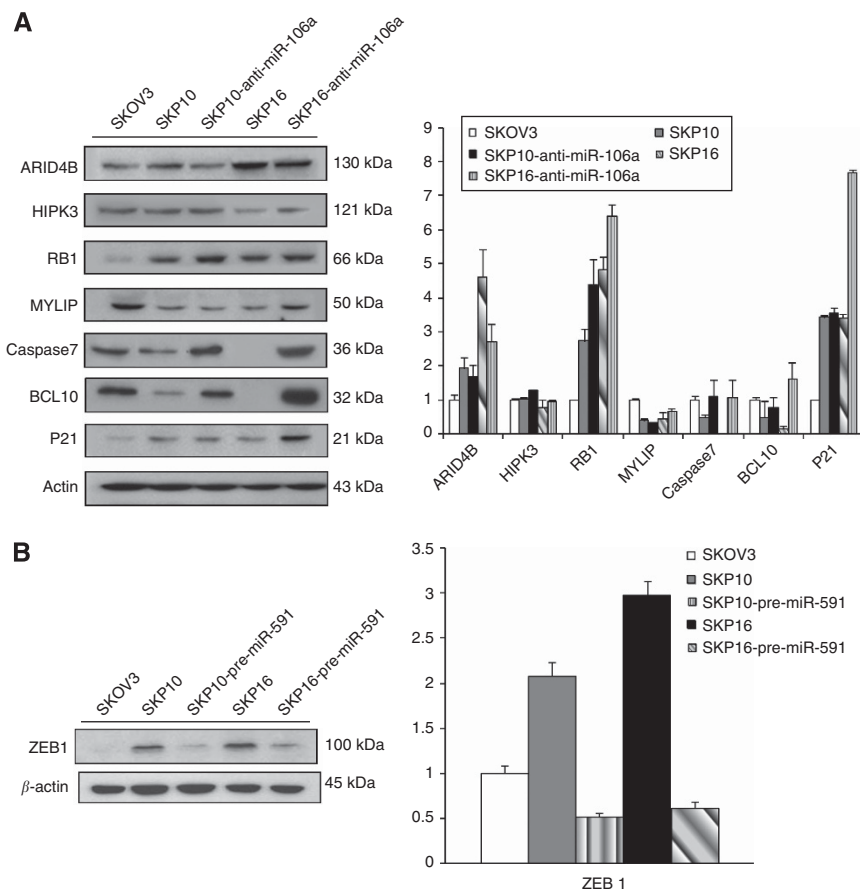 A
SKOV3
SKP10
SKP10-anti-miR-106a
SKP16
SKP16-anti-miR-106a
ARID4B 130 kDa
HIPK3 121 kDa
RB1 66 kDa
MYLIP 50 kDa
Caspase7 36 kDa
BCL10 32 kDa
P21 21 kDa
Actin 43 kDa
9
8
7
6
5
4
3
2
1
0
SKOV3 SKP10
SKP10-anti-miR-106a SKP16
SKP16-anti-miR-106a
ARID4B
HIPK3
RB1
MYLIP
Caspase7
BCL10
P21
B
SKOV3
SKP10
SKP10-pre-miR-591
SKP16
SKP16-pre-miR-591
ZEB1 100 kDa
β-actin 45 kDa
3.5
3
2.5
2
1.5
1
0.5
0
SKOV3
SKP10
SKP10-pre-miR-591
SKP16
SKP16-pre-miR-591
ZEB 1